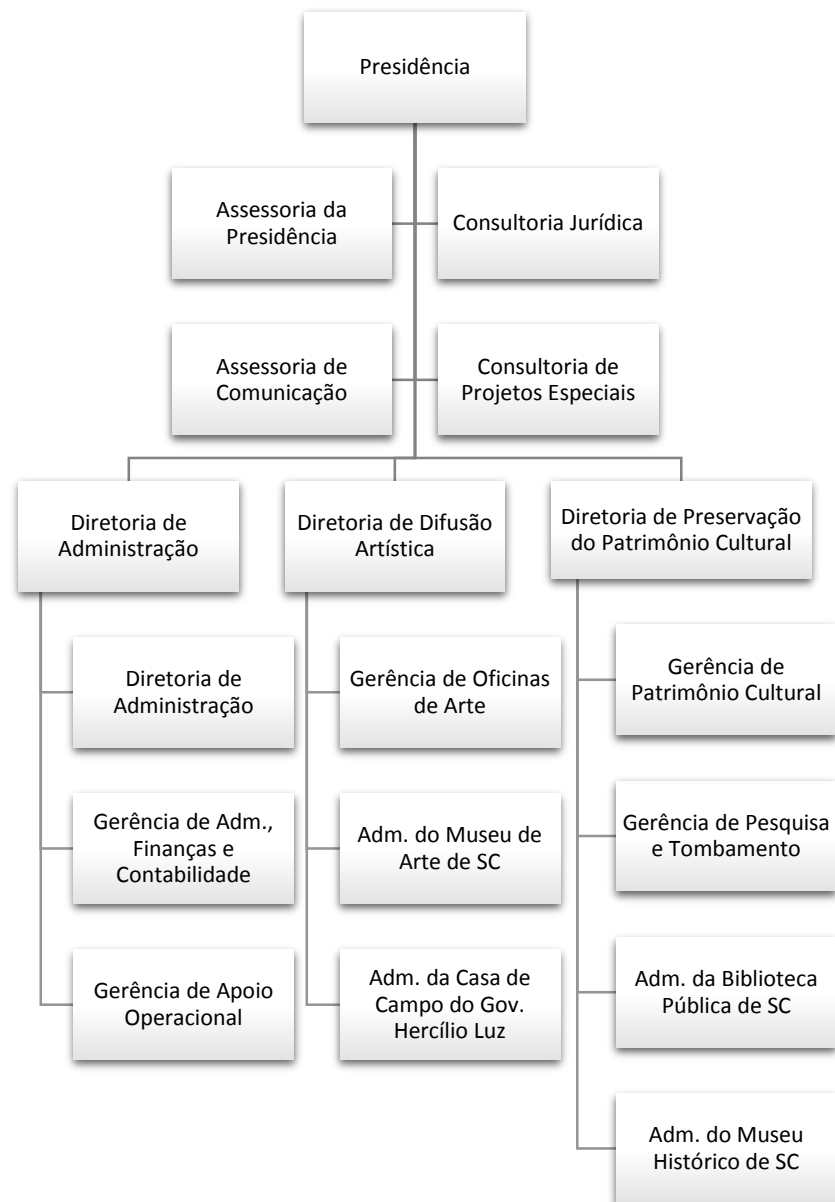 Presidência
Assessoria da
Presidência
Consultoria Jurídica
Assessoria de
Comunicação
Consultoria de
Projetos Especiais
Diretoria de
Administração
Diretoria de Difusão
Artística
Diretoria de Preservação
do Patrimônio Cultural
Diretoria de
Administração
Gerência de Adm.,
Finanças e
Contabilidade
Gerência de Apoio
Operacional
Gerência de Oficinas
de Arte
Adm. do Museu de
Arte de SC
Adm. da Casa de
Campo do Gov.
Hercílio Luz
Gerência de
Patrimônio Cultural
Gerência de Pesquisa
e Tombamento
Adm. da Biblioteca
Pública de SC
Adm. do Museu
Histórico de SC